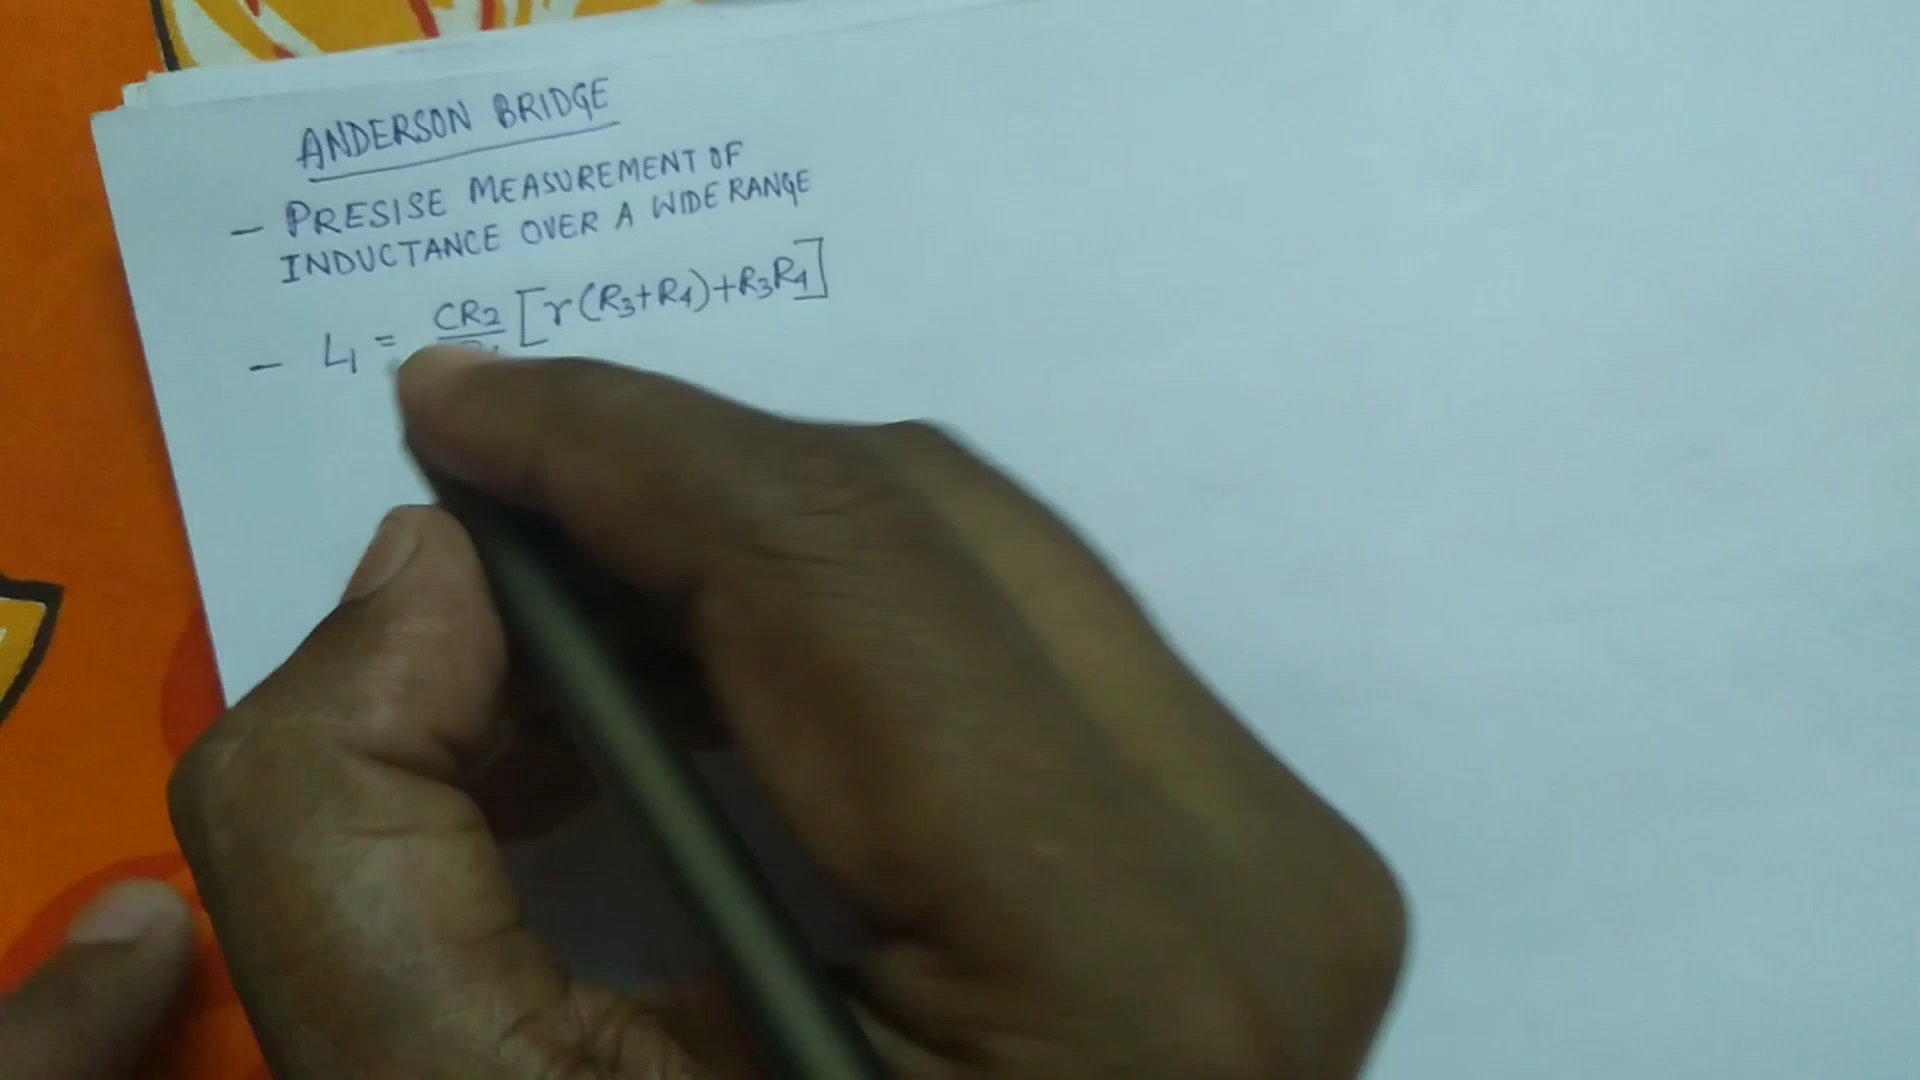 ANDERSON BRIDGE
— PRESISE MEASUREMENT OF
INDUCTANCE OVER A WIDE RANGE
— L1 = CR2 [r(R3+R4)+R3R4]